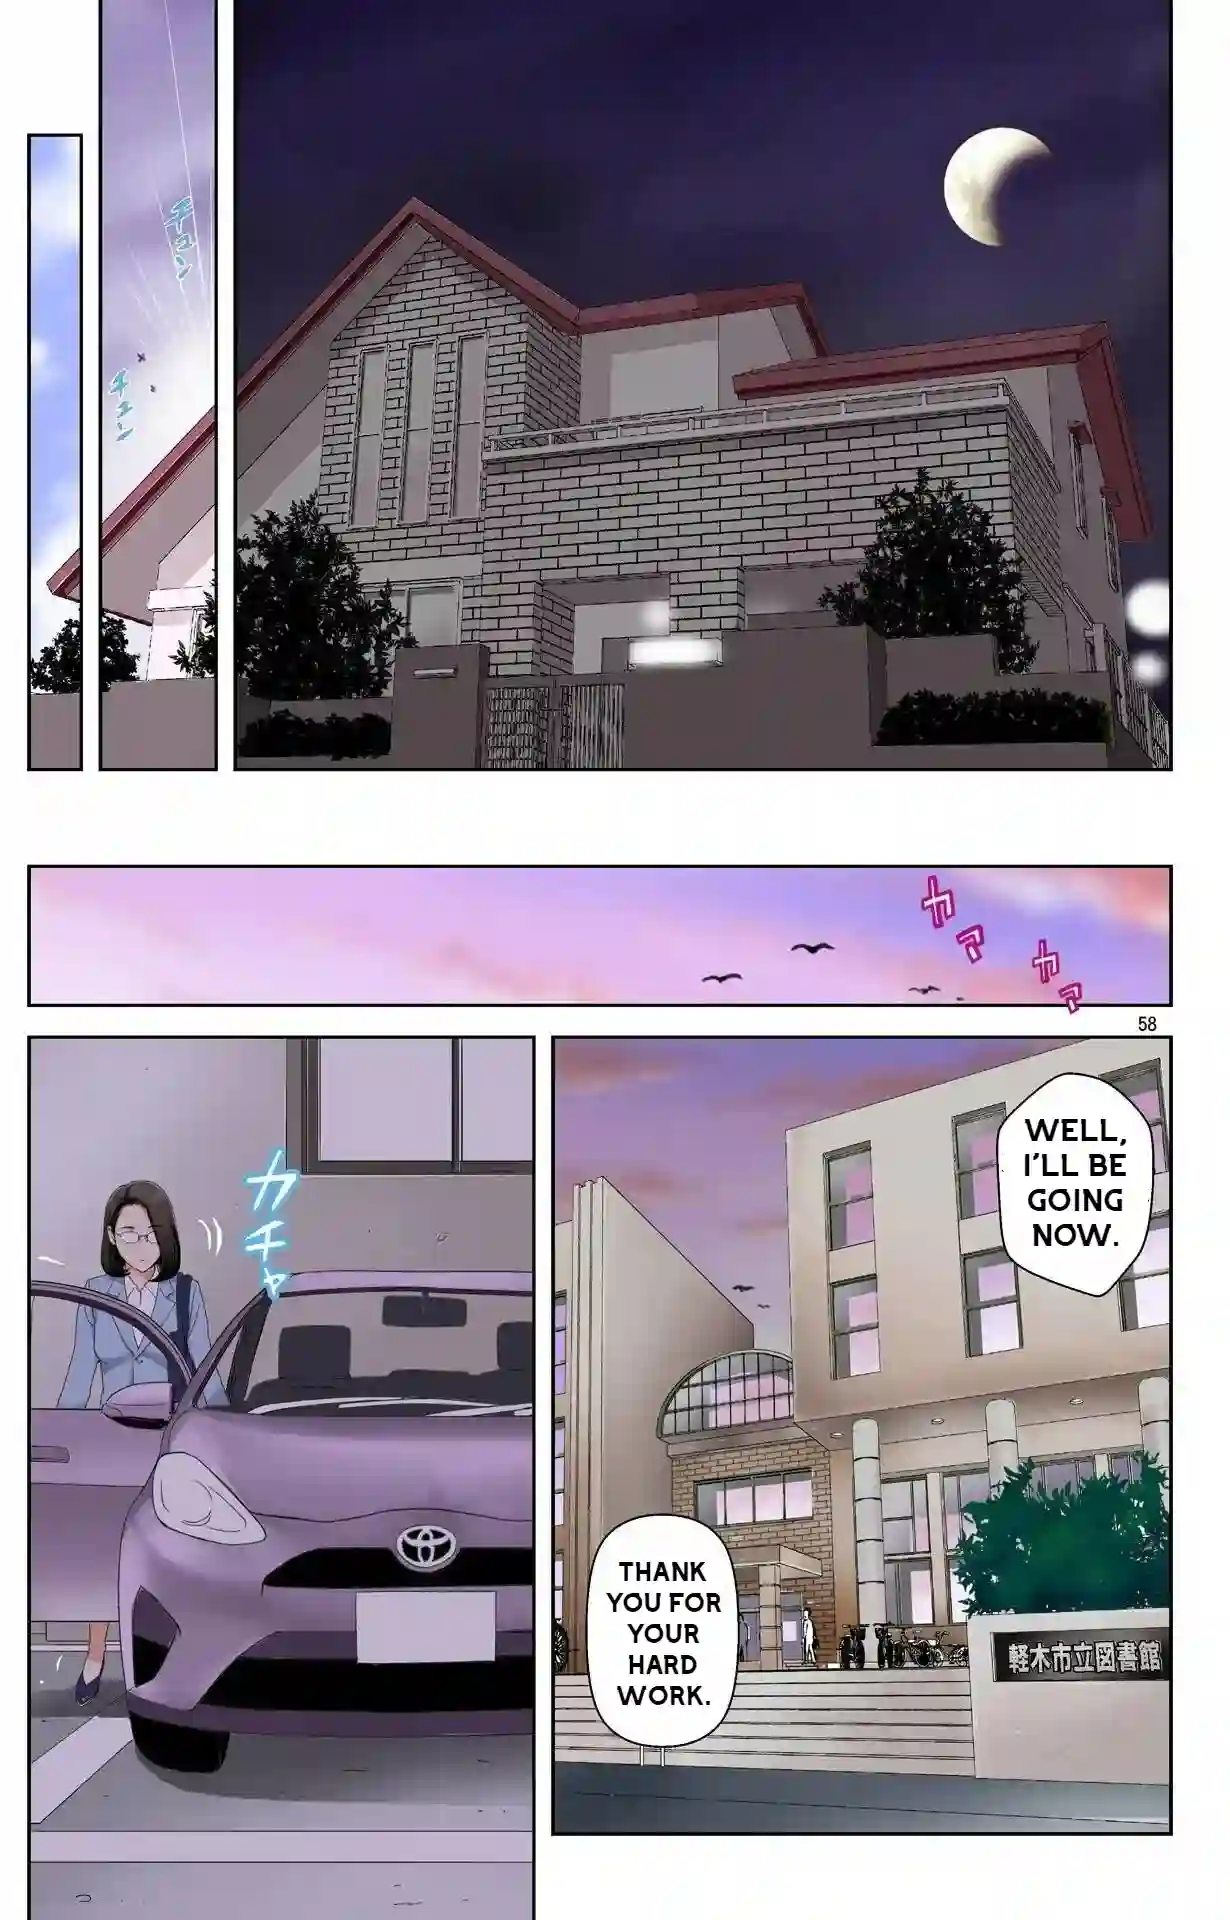 チュン
チュン
カァ
カァ
58
WELL,
I'LL BE
GOING
NOW.
THANK
YOU FOR
YOUR
HARD
WORK.
軽木市立図書館
カチャ